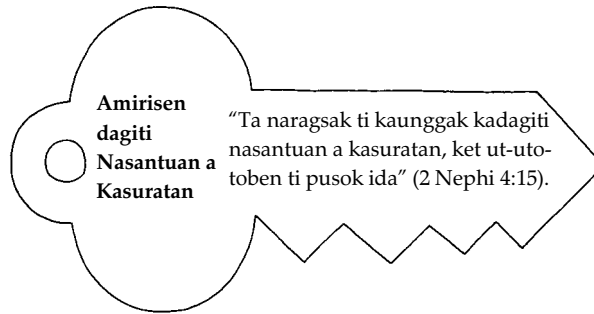 Amirisen
dagiti
Nasantuan a
Kasuratan
“Ta naragsak ti kaunggak kadagiti
nasantuan a kasuratan, ket ut-uto-
toben ti pusok ida” (2 Nephi 4:15).